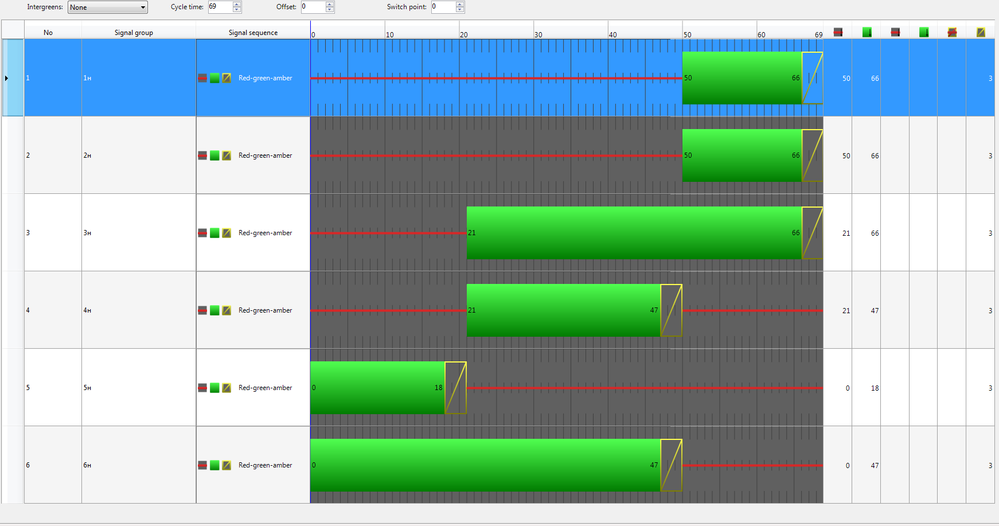 Intergreens: None Cycle time: 69 Offset: 0 Switch point: 0
No Signal group Signal sequence 0 10 20 30 40 50 60 69
1 1н Red-green-amber 50 66 50 66 3
2 2н Red-green-amber 50 66 50 66 3
3 3н Red-green-amber 21 66 21 66 3
4 4н Red-green-amber 21 47 21 47 3
5 5н Red-green-amber 0 18 0 18 3
6 6н Red-green-amber 0 47 0 47 3